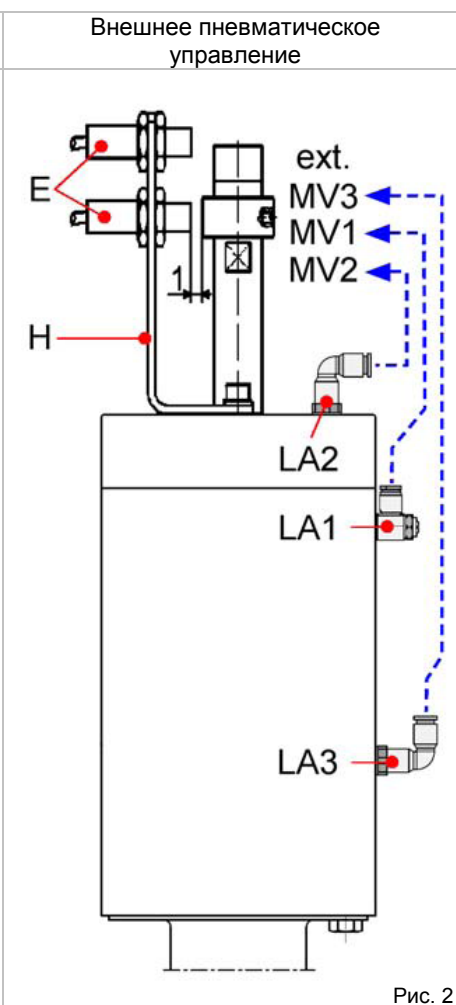 Внешнее пневматическое
управление
ext.
MV3
MV1
MV2
E
1
H
LA2
LA1
LA3
Рис. 2